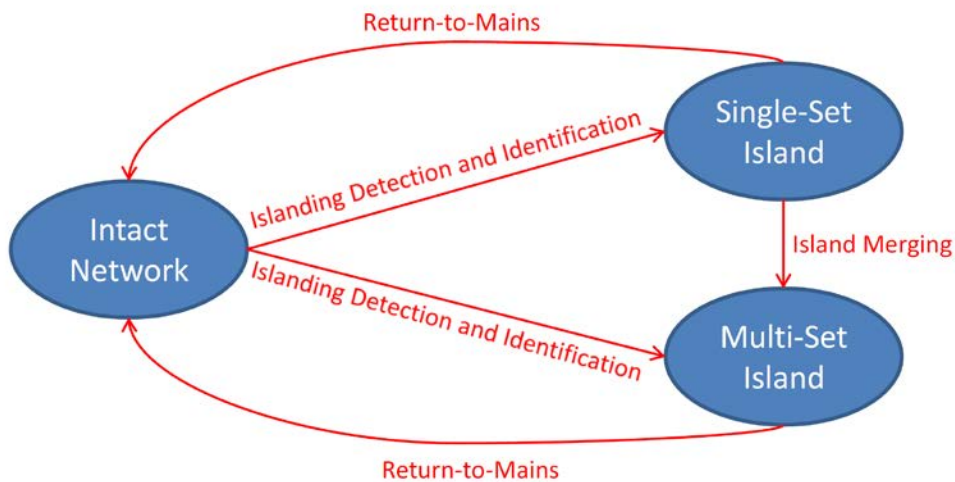 Return-to-Mains
Single-Set
Island
Islanding Detection and Identification
Intact
Network
Island Merging
Islanding Detection and Identification
Multi-Set
Island
Return-to-Mains